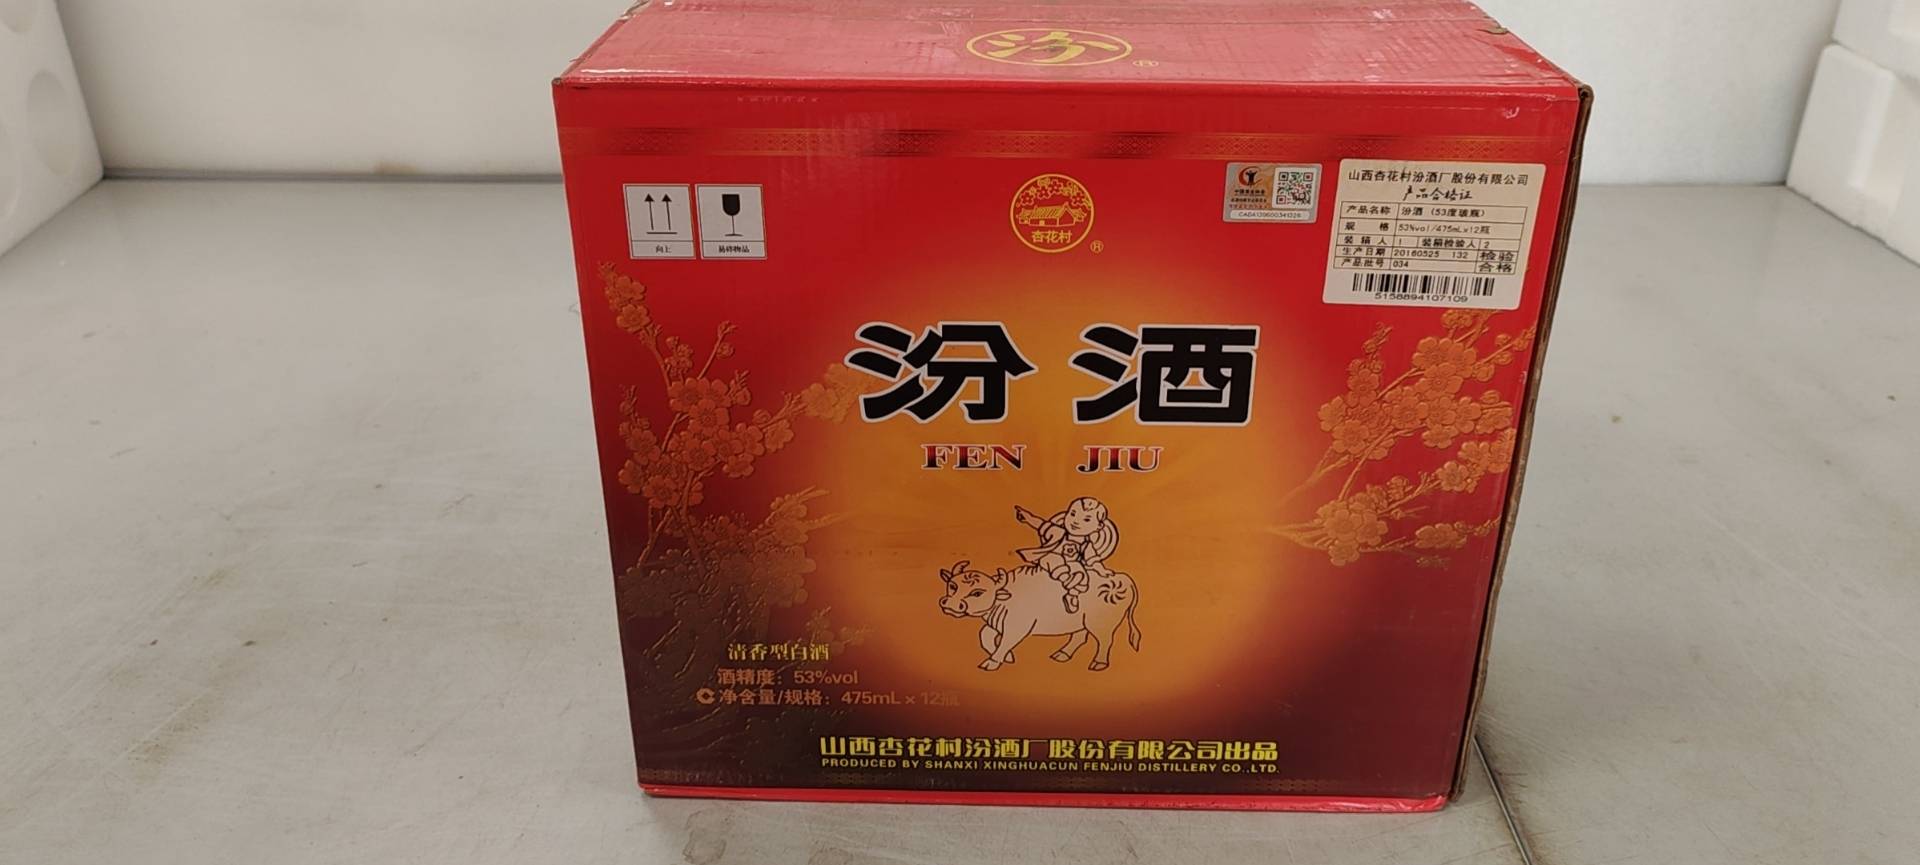 汾
®
向上
易碎物品
杏花村
®
CADA139600341326
山西杏花村汾酒厂股份有限公司
产品合格证
产品名称 汾酒 (53度玻瓶)
规格 53%vol/475mL×12瓶
装箱人 1 装箱检验人 2
生产日期 20160525 132 检验
产品批号 034 合格
5158894107109
汾酒
FEN JIU
清香型白酒
酒精度：53%vol
C 净含量/规格：475mL×12瓶
山西杏花村汾酒厂股份有限公司出品
PRODUCED BY SHANXI XINGHUACUN FENJIU DISTILLERY CO.,LTD.